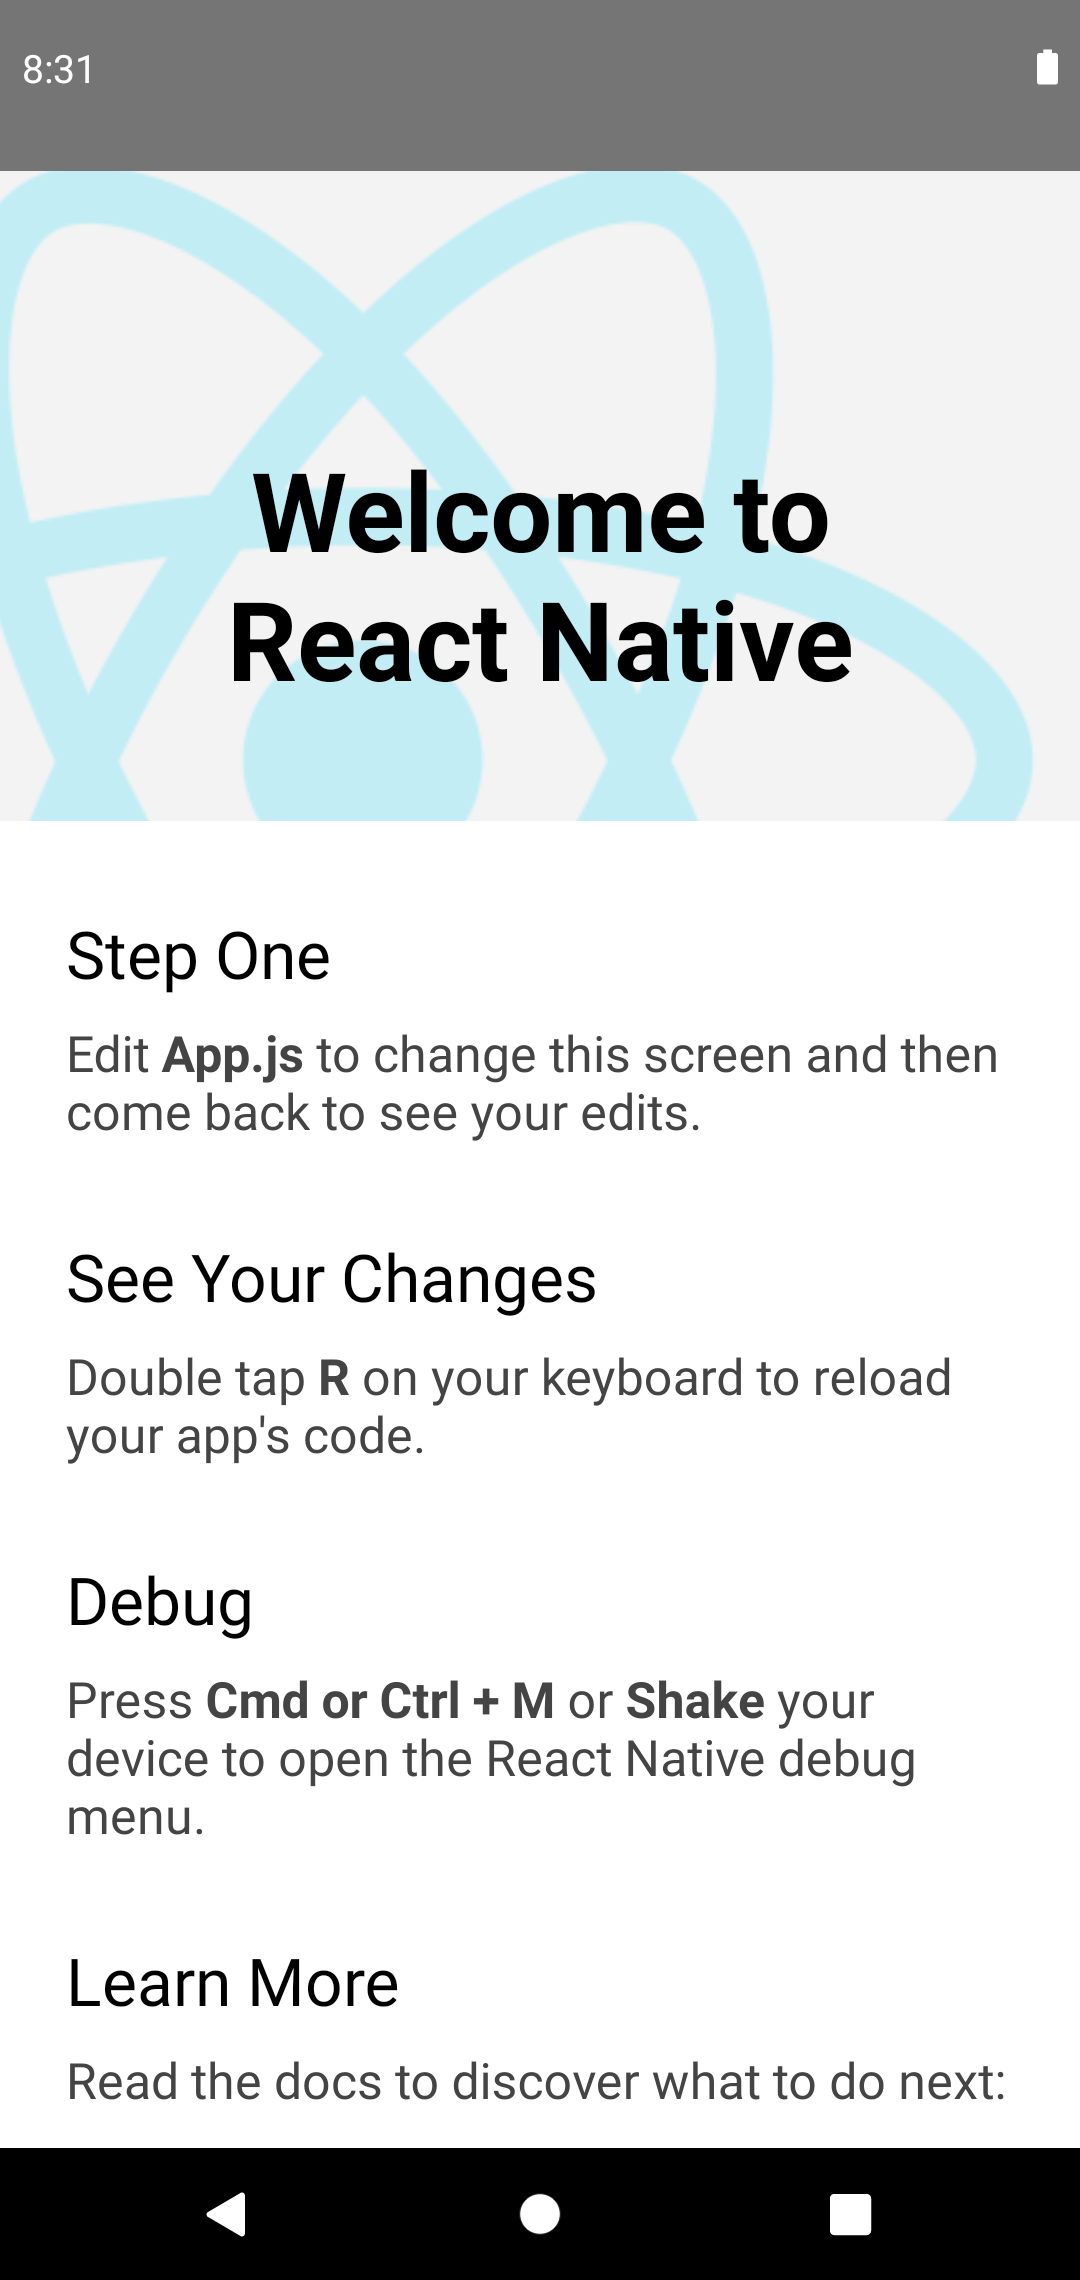 8:31
Welcome to
React Native
Step One
Edit App.js to change this screen and then
come back to see your edits.
See Your Changes
Double tap R on your keyboard to reload
your app's code.
Debug
Press Cmd or Ctrl + M or Shake your
device to open the React Native debug
menu.
Learn More
Read the docs to discover what to do next: